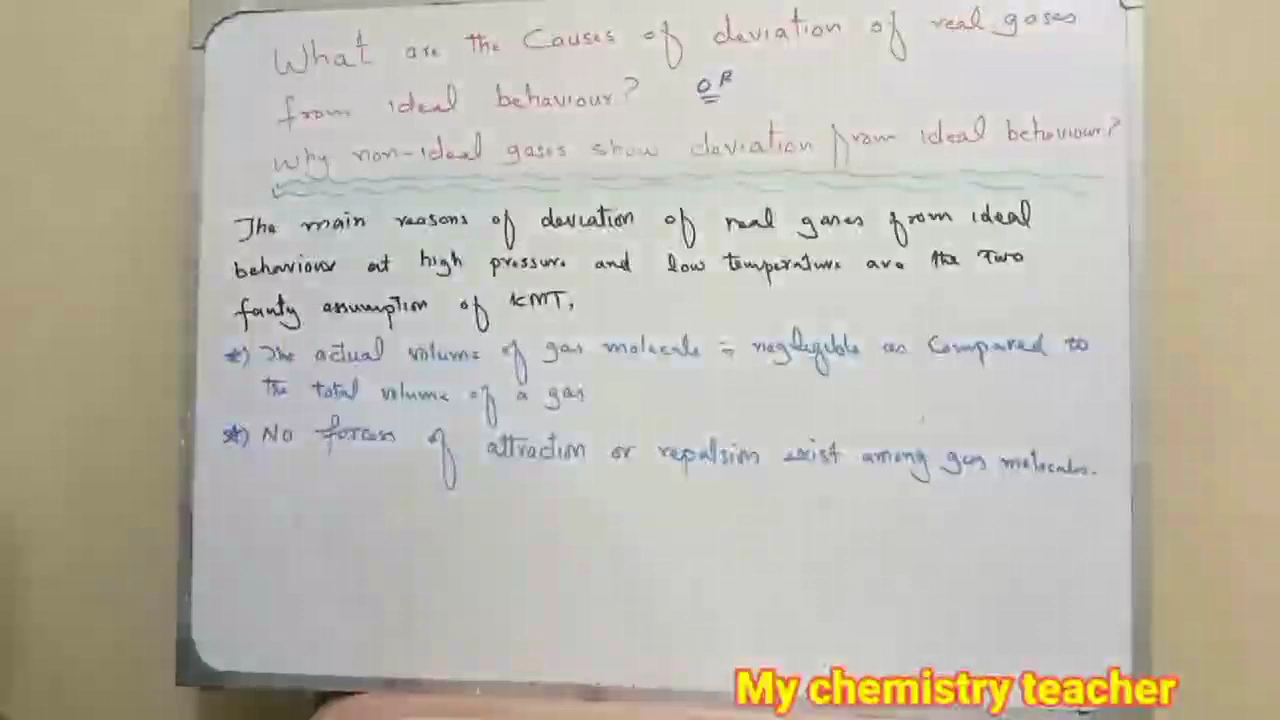 What are the Causes of deviation of real gases
from ideal behaviour? OR
Why non-ideal gases show deviation from ideal behaviour?
The main reasons of deviation of real gases from ideal
behaviour at high pressure and low temperature are the Two
faulty assumption of KMT,
*) The actual volume of gas molecule = negligible as Compared to
the total volume of a gas
*) No forces of attraction or repulsion exist among gas molecules.
My chemistry teacher